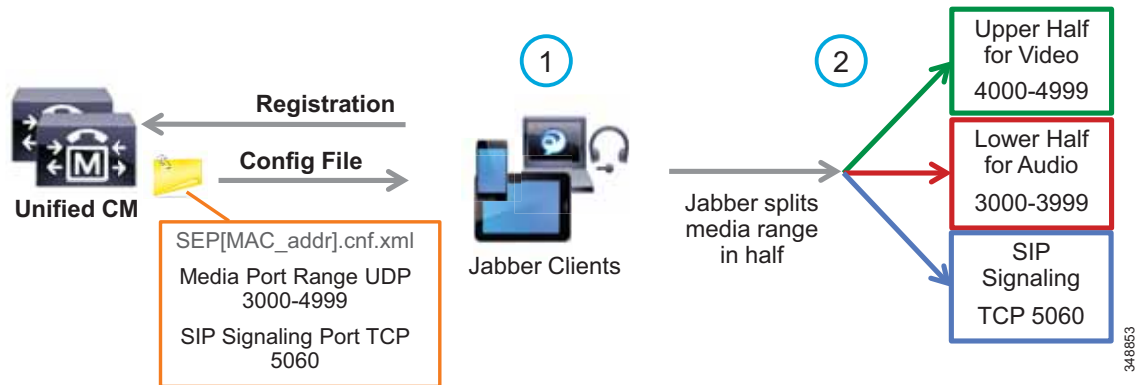 1
2
Registration
Config File
M
Unified CM
SEP[MAC_addr].cnf.xml
Media Port Range UDP
3000-4999
SIP Signaling Port TCP
5060
Jabber Clients
Jabber splits
media range
in half
Upper Half
for Video
4000-4999
Lower Half
for Audio
3000-3999
SIP
Signaling
TCP 5060
348853